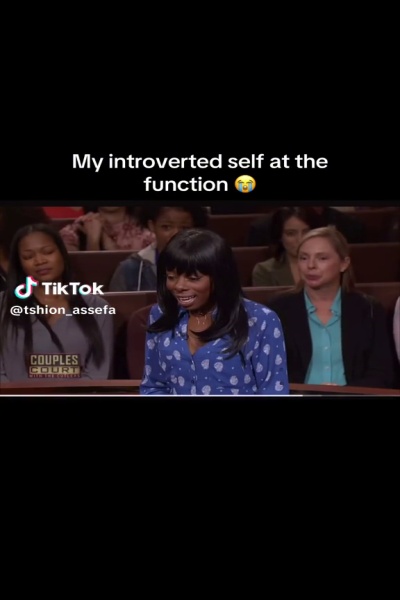 My introverted self at the
function 😭
TikTok
@tshion_assefa
COUPLES
COURT